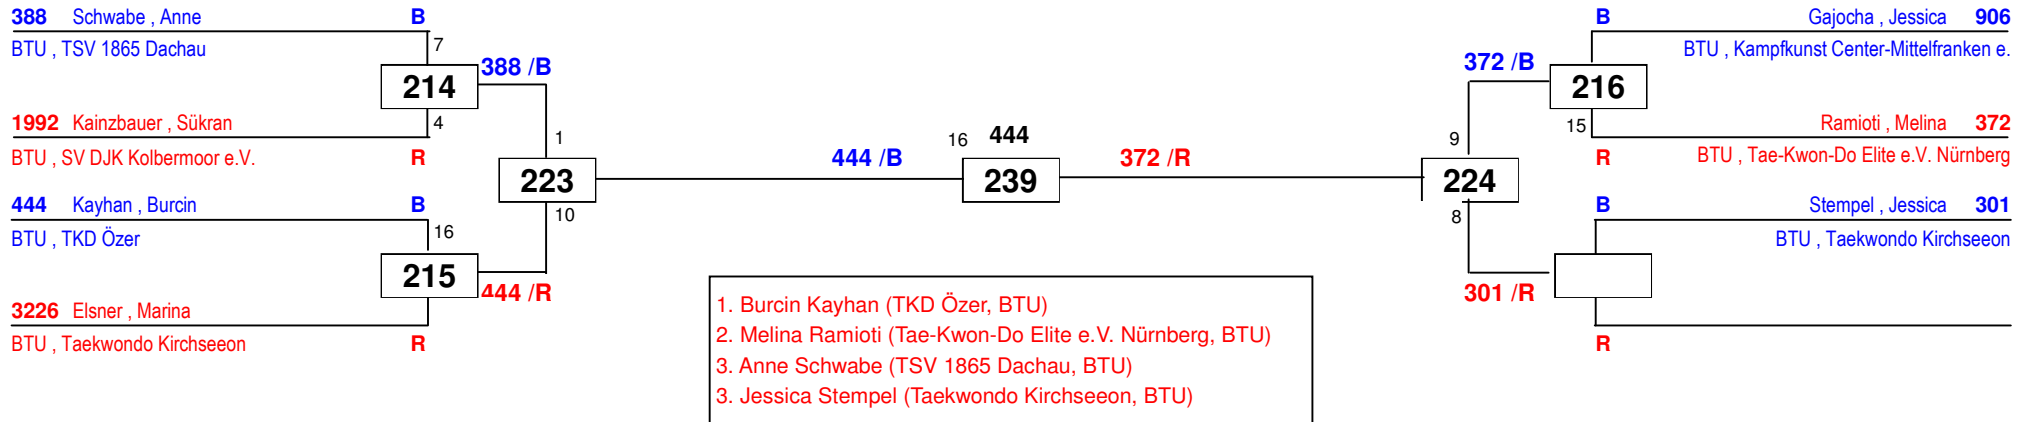 388 Schwabe , Anne B
BTU , TSV 1865 Dachau
7
214
388 /B
1992 Kainzbauer , Sükran
4
BTU , SV DJK Kolbermoor e.V. R
1
223
10
444 Kayhan , Burcin B
BTU , TKD Özer
16
215
444 /R
3226 Elsner , Marina
BTU , Taekwondo Kirchseeon R
444 /B
16 444
239
372 /R
B Gajocha , Jessica 906
BTU , Kampfkunst Center-Mittelfranken e.
372 /B
216
15
Ramioti , Melina 372
R BTU , Tae-Kwon-Do Elite e.V. Nürnberg
9
224
8
B Stempel , Jessica 301
BTU , Taekwondo Kirchseeon
301 /R
R
1. Burcin Kayhan (TKD Özer, BTU)
2. Melina Ramioti (Tae-Kwon-Do Elite e.V. Nürnberg, BTU)
3. Anne Schwabe (TSV 1865 Dachau, BTU)
3. Jessica Stempel (Taekwondo Kirchseeon, BTU)